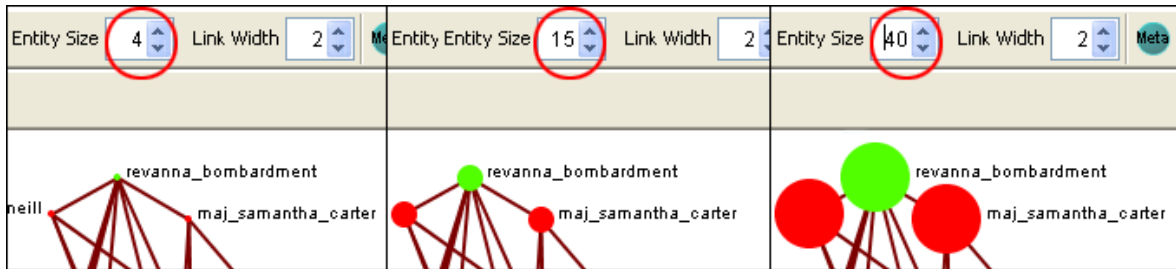 Entity Size 4 Link Width 2 Me
Entity Entity Size 15 Link Width 2
Entity Size 40 Link Width 2 Meta
revanna_bombardment
neill
maj_samantha_carter
revanna_bombardment
maj_samantha_carter
revanna_bombardment
maj_samantha_carter